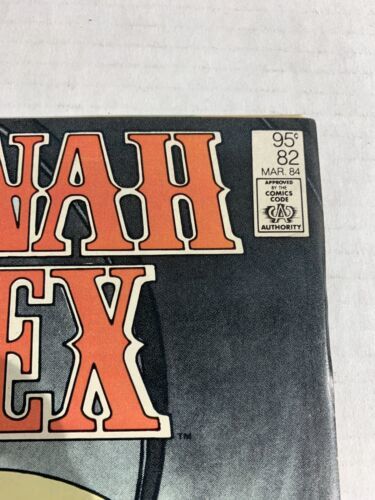 NAH
EX
95¢
82
MAR. 84
APPROVED
BY THE
COMICS
CODE
CA
AUTHORITY
TM